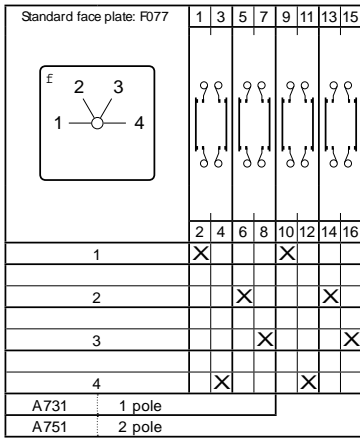 Standard face plate: F077 1 3 5 7 9 11 13 15
f
2 3
1 4
2 4 6 8 10 12 14 16
1 X X
2 X X
3 X X
4 X X
A731 1 pole
A751 2 pole